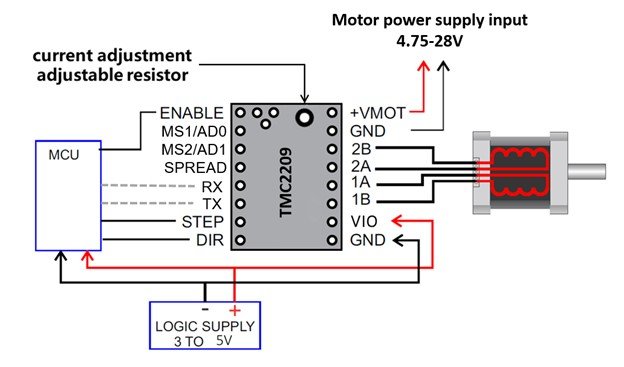 Motor power supply input
4.75-28V
current adjustment
adjustable resistor
ENABLE
MS1/AD0
MS2/AD1
SPREAD
RX
TX
STEP
DIR
MCU
TMC2209
+VMOT
GND
2B
2A
1A
1B
VIO
GND
- +
LOGIC SUPPLY
3 TO 5V